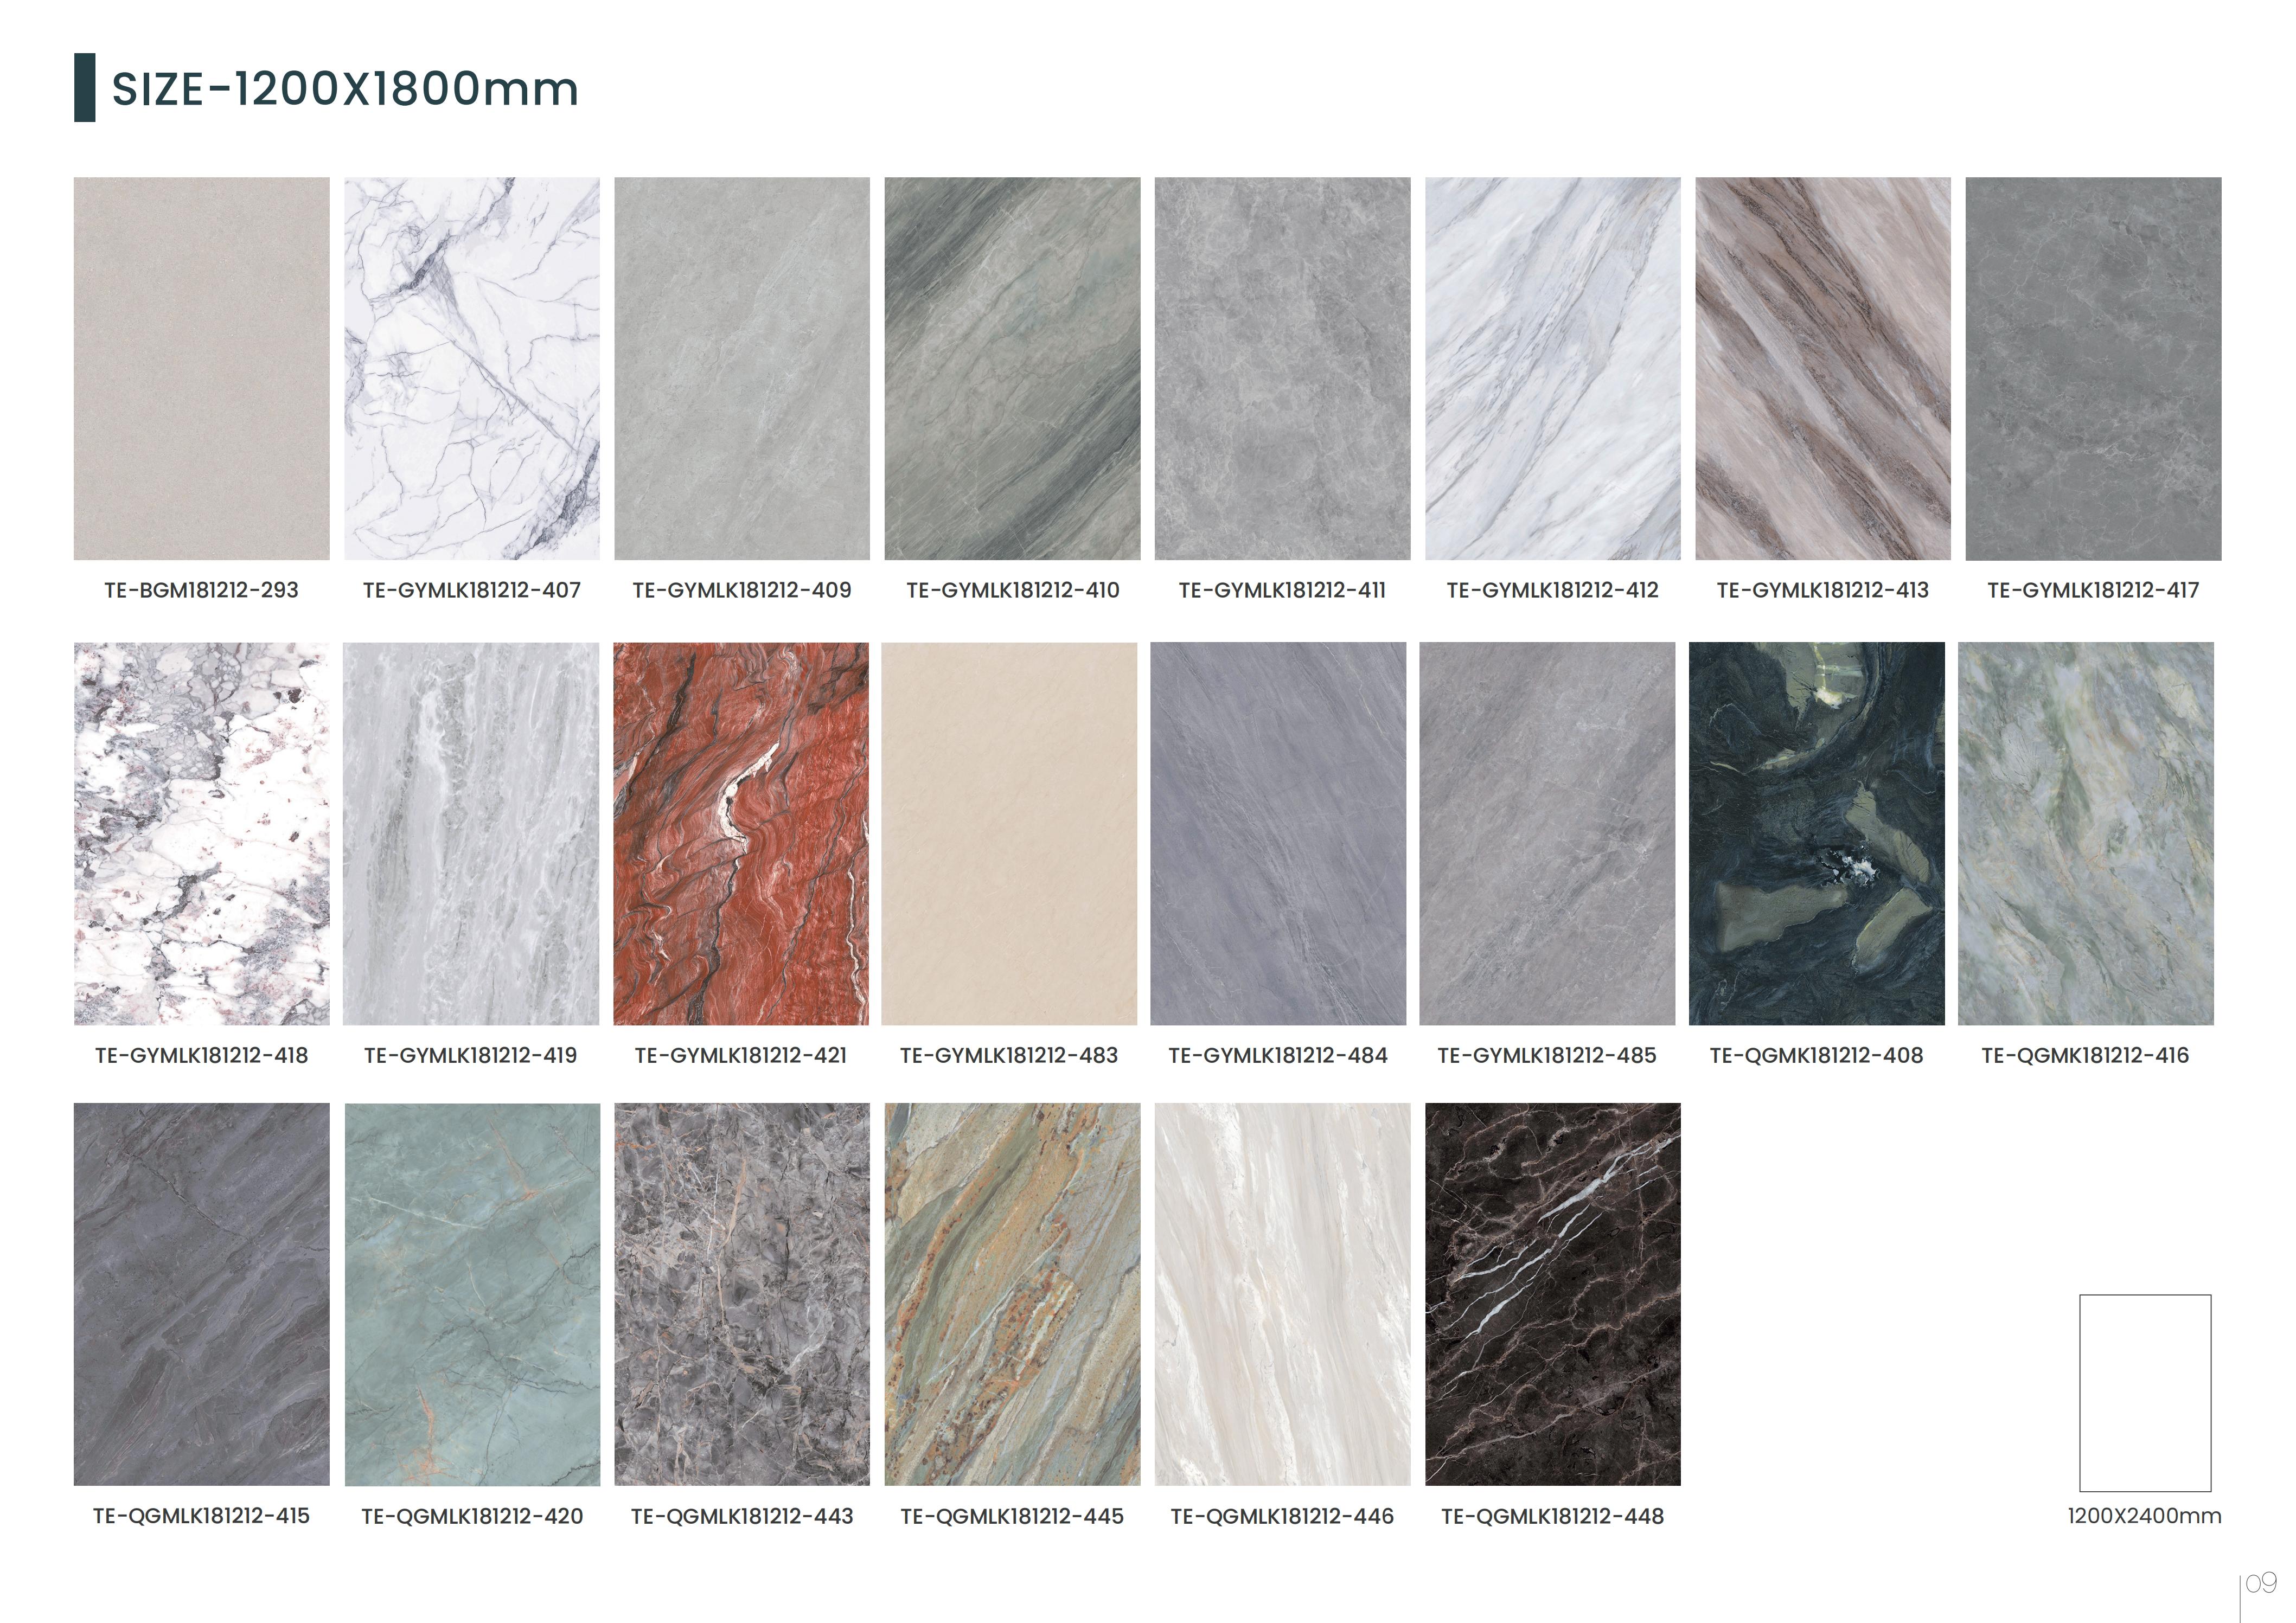 SIZE-1200X1800mm
TE-BGM181212-293
TE-GYMLK181212-407
TE-GYMLK181212-409
TE-GYMLK181212-410
TE-GYMLK181212-411
TE-GYMLK181212-412
TE-GYMLK181212-413
TE-GYMLK181212-417
TE-GYMLK181212-418
TE-GYMLK181212-419
TE-GYMLK181212-421
TE-GYMLK181212-483
TE-GYMLK181212-484
TE-GYMLK181212-485
TE-QGMK181212-408
TE-QGMK181212-416
TE-QGMLK181212-415
TE-QGMLK181212-420
TE-QGMLK181212-443
TE-QGMLK181212-445
TE-QGMLK181212-446
TE-QGMLK181212-448
1200X2400mm
09